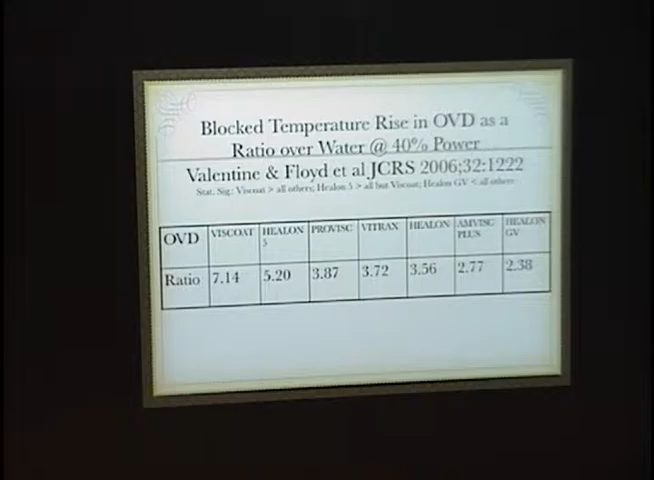 Blocked Temperature Rise in OVD as a
Ratio over Water @ 40% Power
Valentine & Floyd et al JCRS 2006;32:1222
Stat. Sig: Viscoat > all others; Healon 5 > all but Viscoat; Healon GV < all others
OVD VISCOAT HEALON 5 PROVISC VITRAX HEALON AMVISC PLUS HEALON GV
Ratio 7.14 5.20 3.87 3.72 3.56 2.77 2.38